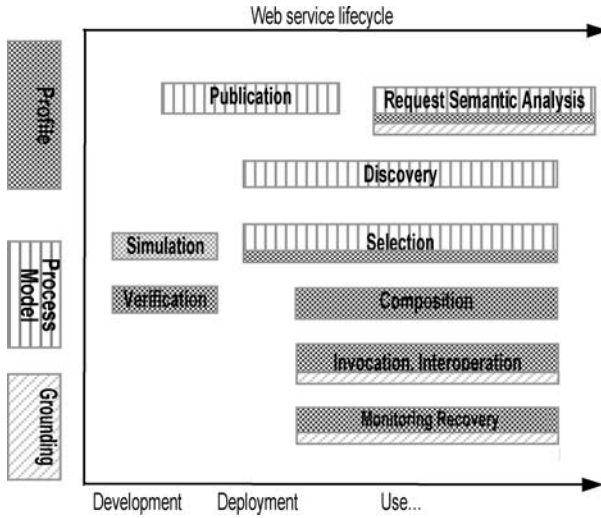 Web service lifecycle
Profile
Publication
Request Semantic Analysis
Discovery
Process
Model
Simulation
Selection
Verification
Composition
Invocation, Interoperation
Grounding
Monitoring Recovery
Development
Deployment
Use...